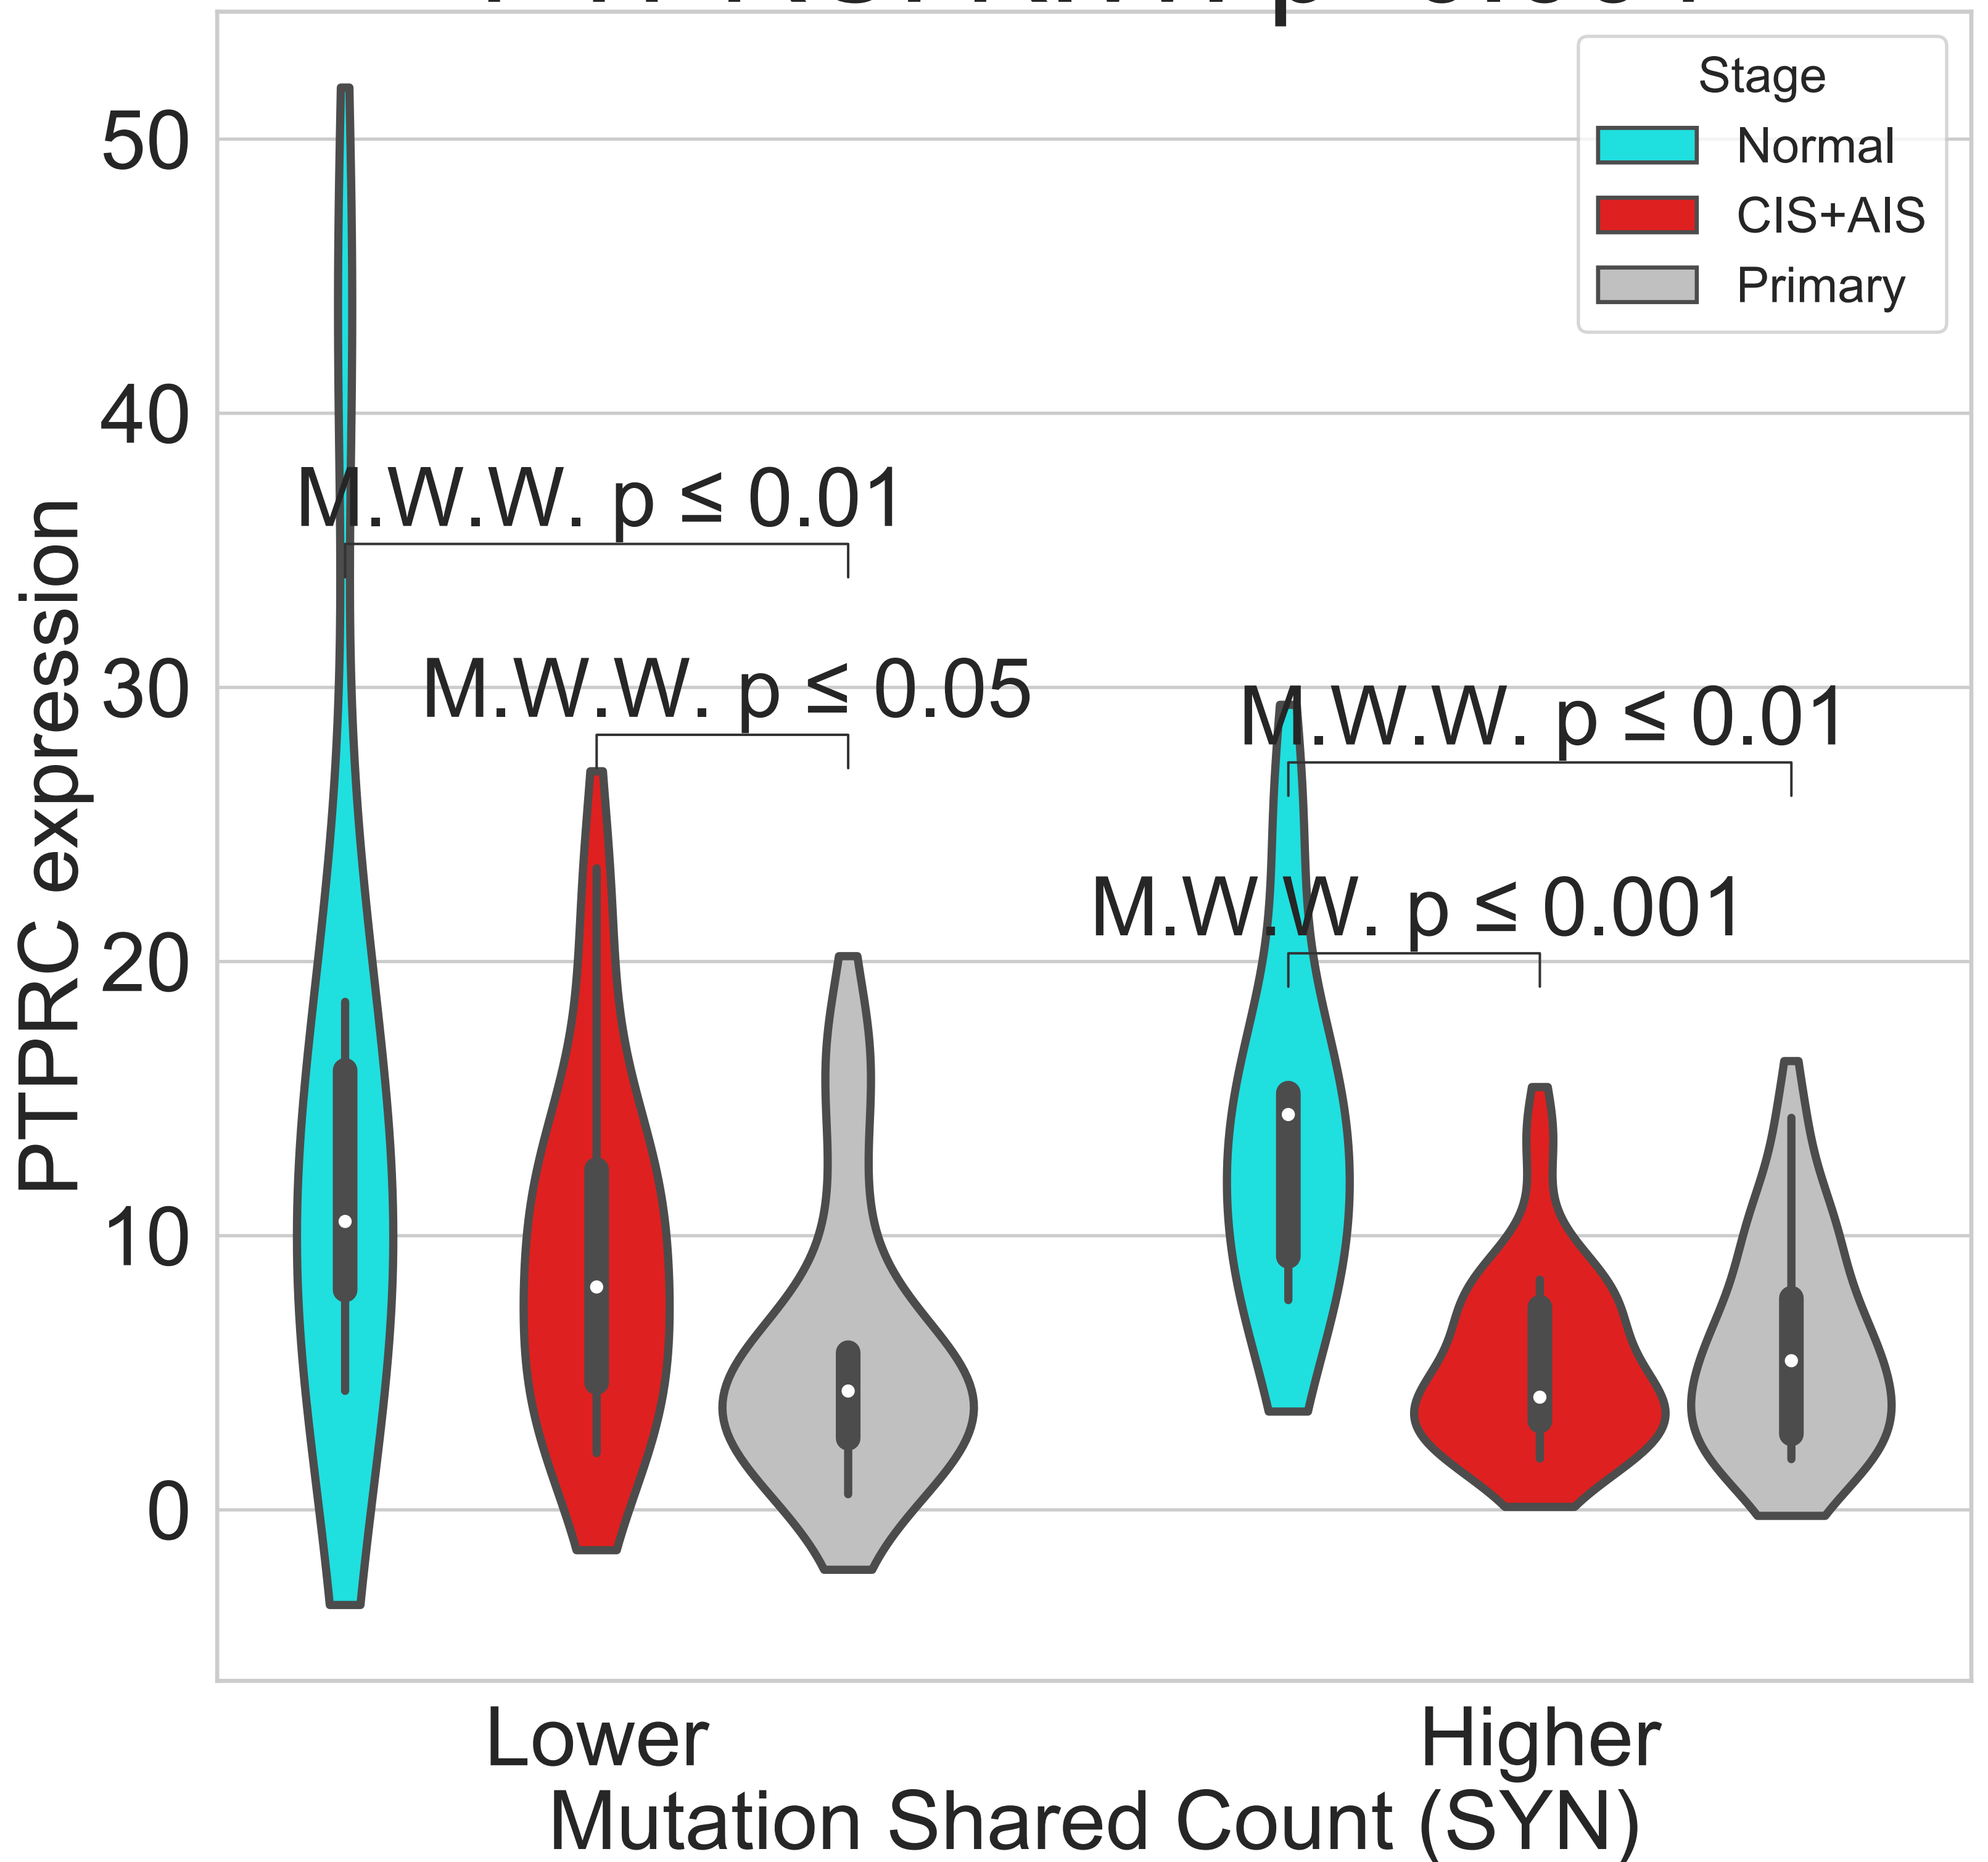 Stage
Normal
CIS+AIS
Primary
50
40
30
20
10
0
PTPRC expression
M.W.W. p ≤ 0.01
M.W.W. p ≤ 0.05
M.W.W. p ≤ 0.01
M.W.W. p ≤ 0.001
Lower
Higher
Mutation Shared Count (SYN)